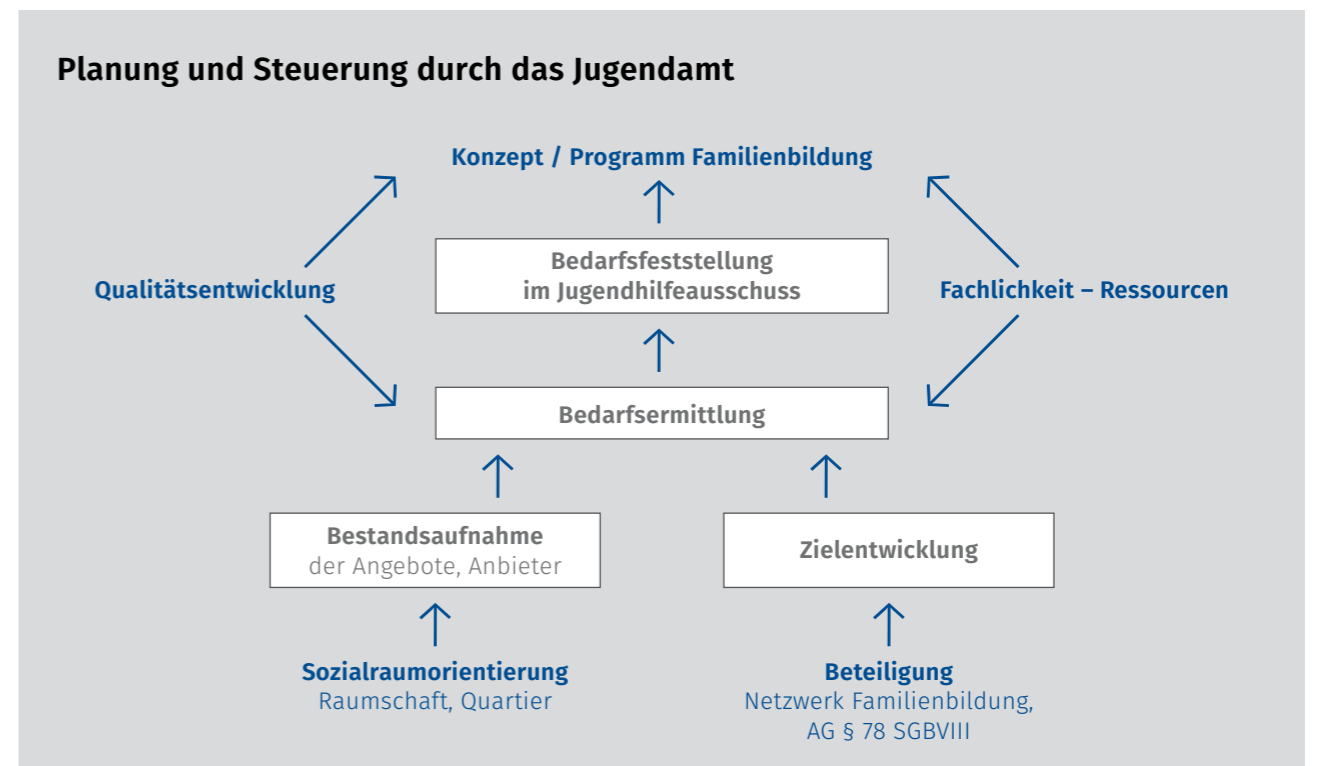 Planung und Steuerung durch das Jugendamt
Konzept / Programm Familienbildung
Bedarfsfeststellung
im Jugendhilfeausschuss
Qualitätsentwicklung
Fachlichkeit – Ressourcen
Bedarfsermittlung
Bestandsaufnahme
der Angebote, Anbieter
Zielentwicklung
Sozialraumorientierung
Raumschaft, Quartier
Beteiligung
Netzwerk Familienbildung,
AG § 78 SGBVIII